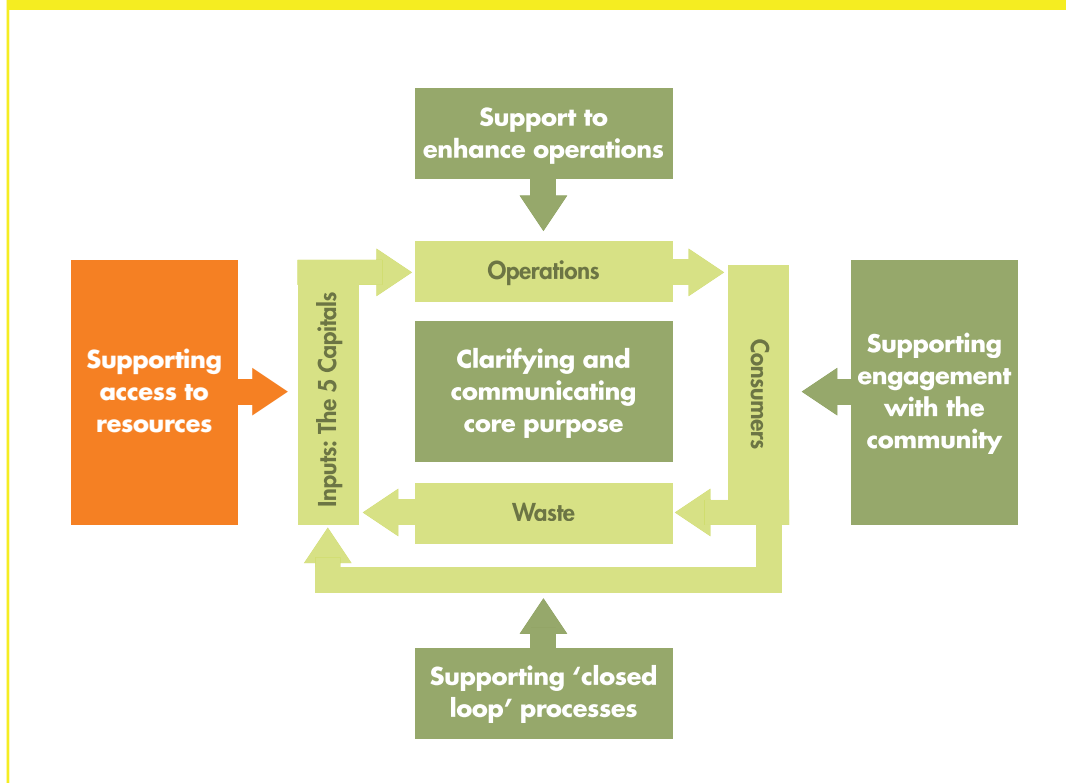 Support to
enhance operations
Operations
Supporting
access to
resources
Inputs: The 5 Capitals
Clarifying and
communicating
core purpose
Consumers
Supporting
engagement
with the
community
Waste
Supporting ‘closed
loop’ processes